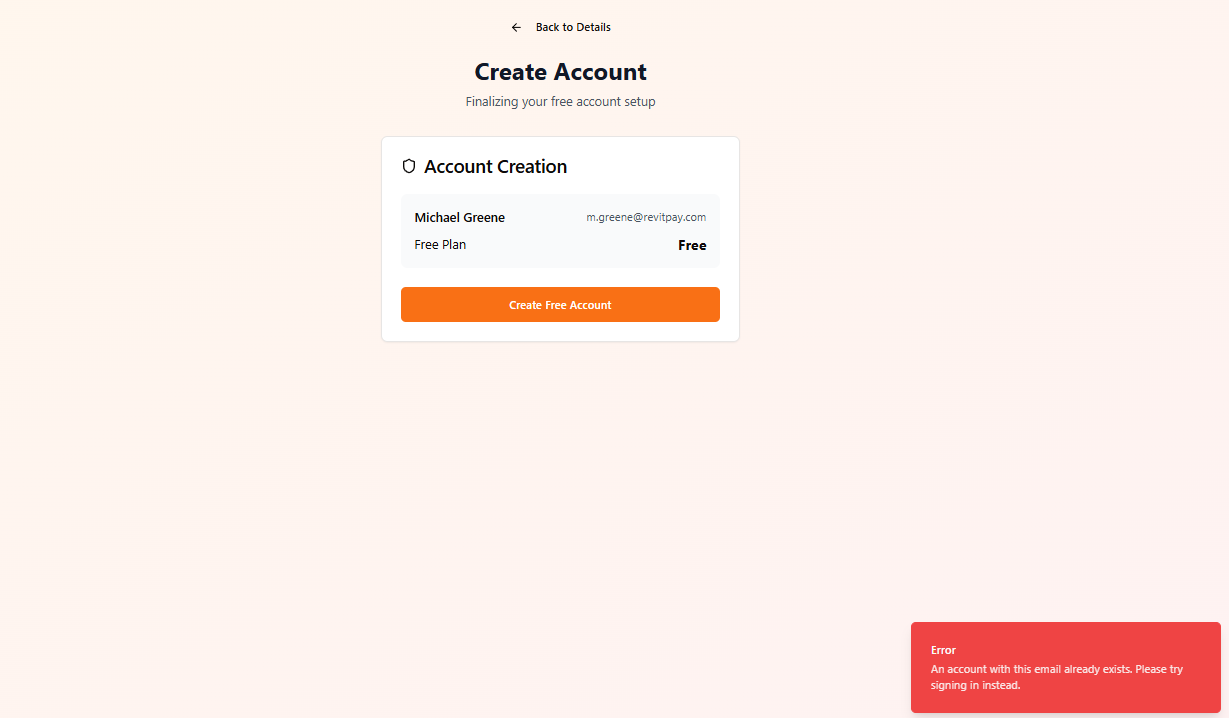 Back to Details
Create Account
Finalizing your free account setup
Account Creation
Michael Greene m.greene@revitpay.com
Free Plan Free
Create Free Account
Error
An account with this email already exists. Please try
signing in instead.